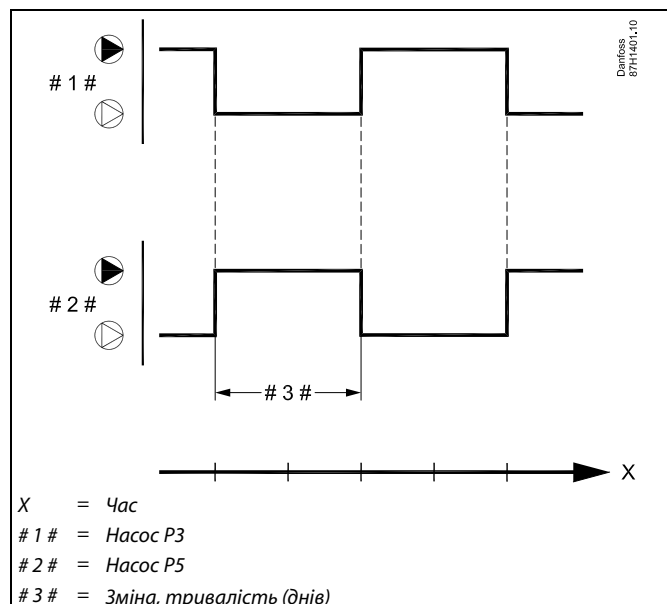 Danfoss
87H1401.10
# 1 #
# 2 #
# 3 #
X
X = Час
# 1 # = Насос P3
# 2 # = Насос P5
# 3 # = Зміна, тривалість (днів)